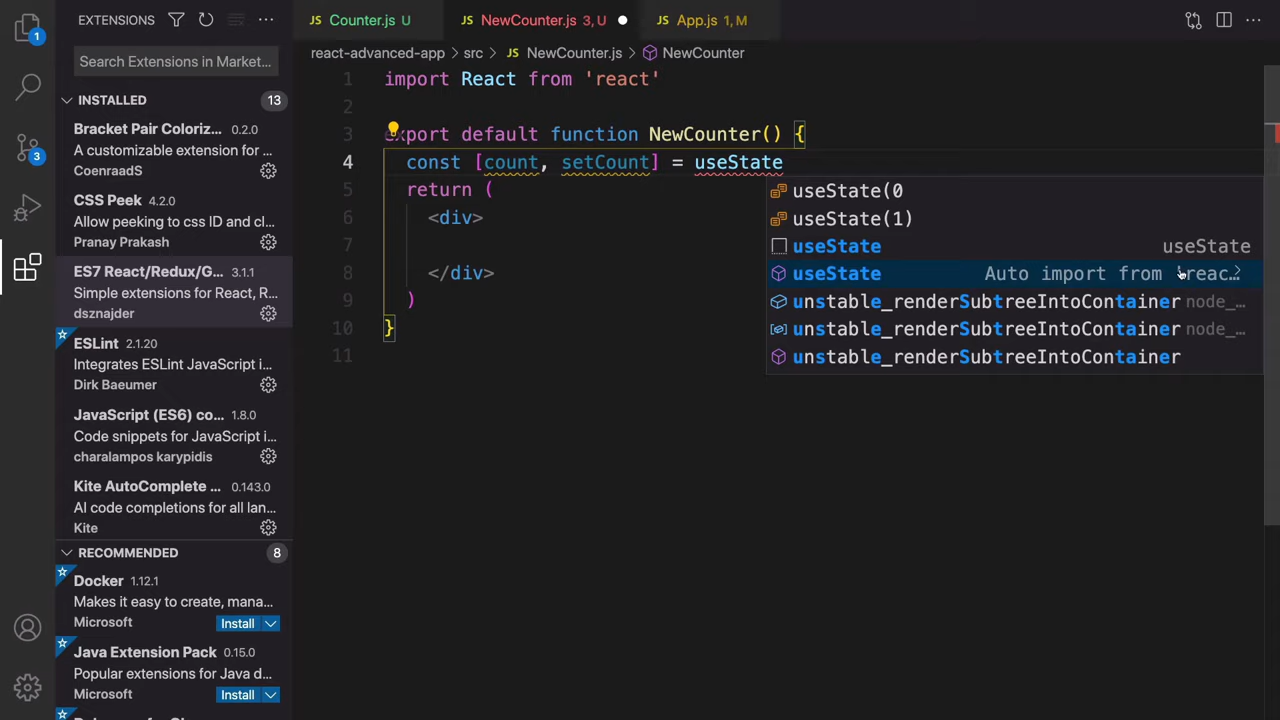 EXTENSIONS
Search Extensions in Market...
INSTALLED 13
Bracket Pair Coloriz... 0.2.0
A customizable extension for ...
CoenraadS
CSS Peek 4.2.0
Allow peeking to css ID and cl...
Pranay Prakash
ES7 React/Redux/G... 3.1.1
Simple extensions for React, R...
dsznajder
ESLint 2.1.20
Integrates ESLint JavaScript i...
Dirk Baeumer
JavaScript (ES6) co... 1.8.0
Code snippets for JavaScript i...
charalampos karypidis
Kite AutoComplete ... 0.143.0
AI code completions for all lan...
Kite
RECOMMENDED 8
Docker 1.12.1
Makes it easy to create, mana...
Microsoft Install
Java Extension Pack 0.15.0
Popular extensions for Java d...
Microsoft Install
1
3
JS Counter.js U
JS NewCounter.js 3, U
JS App.js 1, M
react-advanced-app > src > JS NewCounter.js > NewCounter
1 import React from 'react'
2
3 export default function NewCounter() {
4 const [count, setCount] = useState
5 return (
6 <div>
7
8 </div>
9 )
10 }
11
useState(0
useState(1)
useState useState
useState Auto import from 'reac...
unstable_renderSubtreeIntoContainer node_...
unstable_renderSubtreeIntoContainer node_...
unstable_renderSubtreeIntoContainer